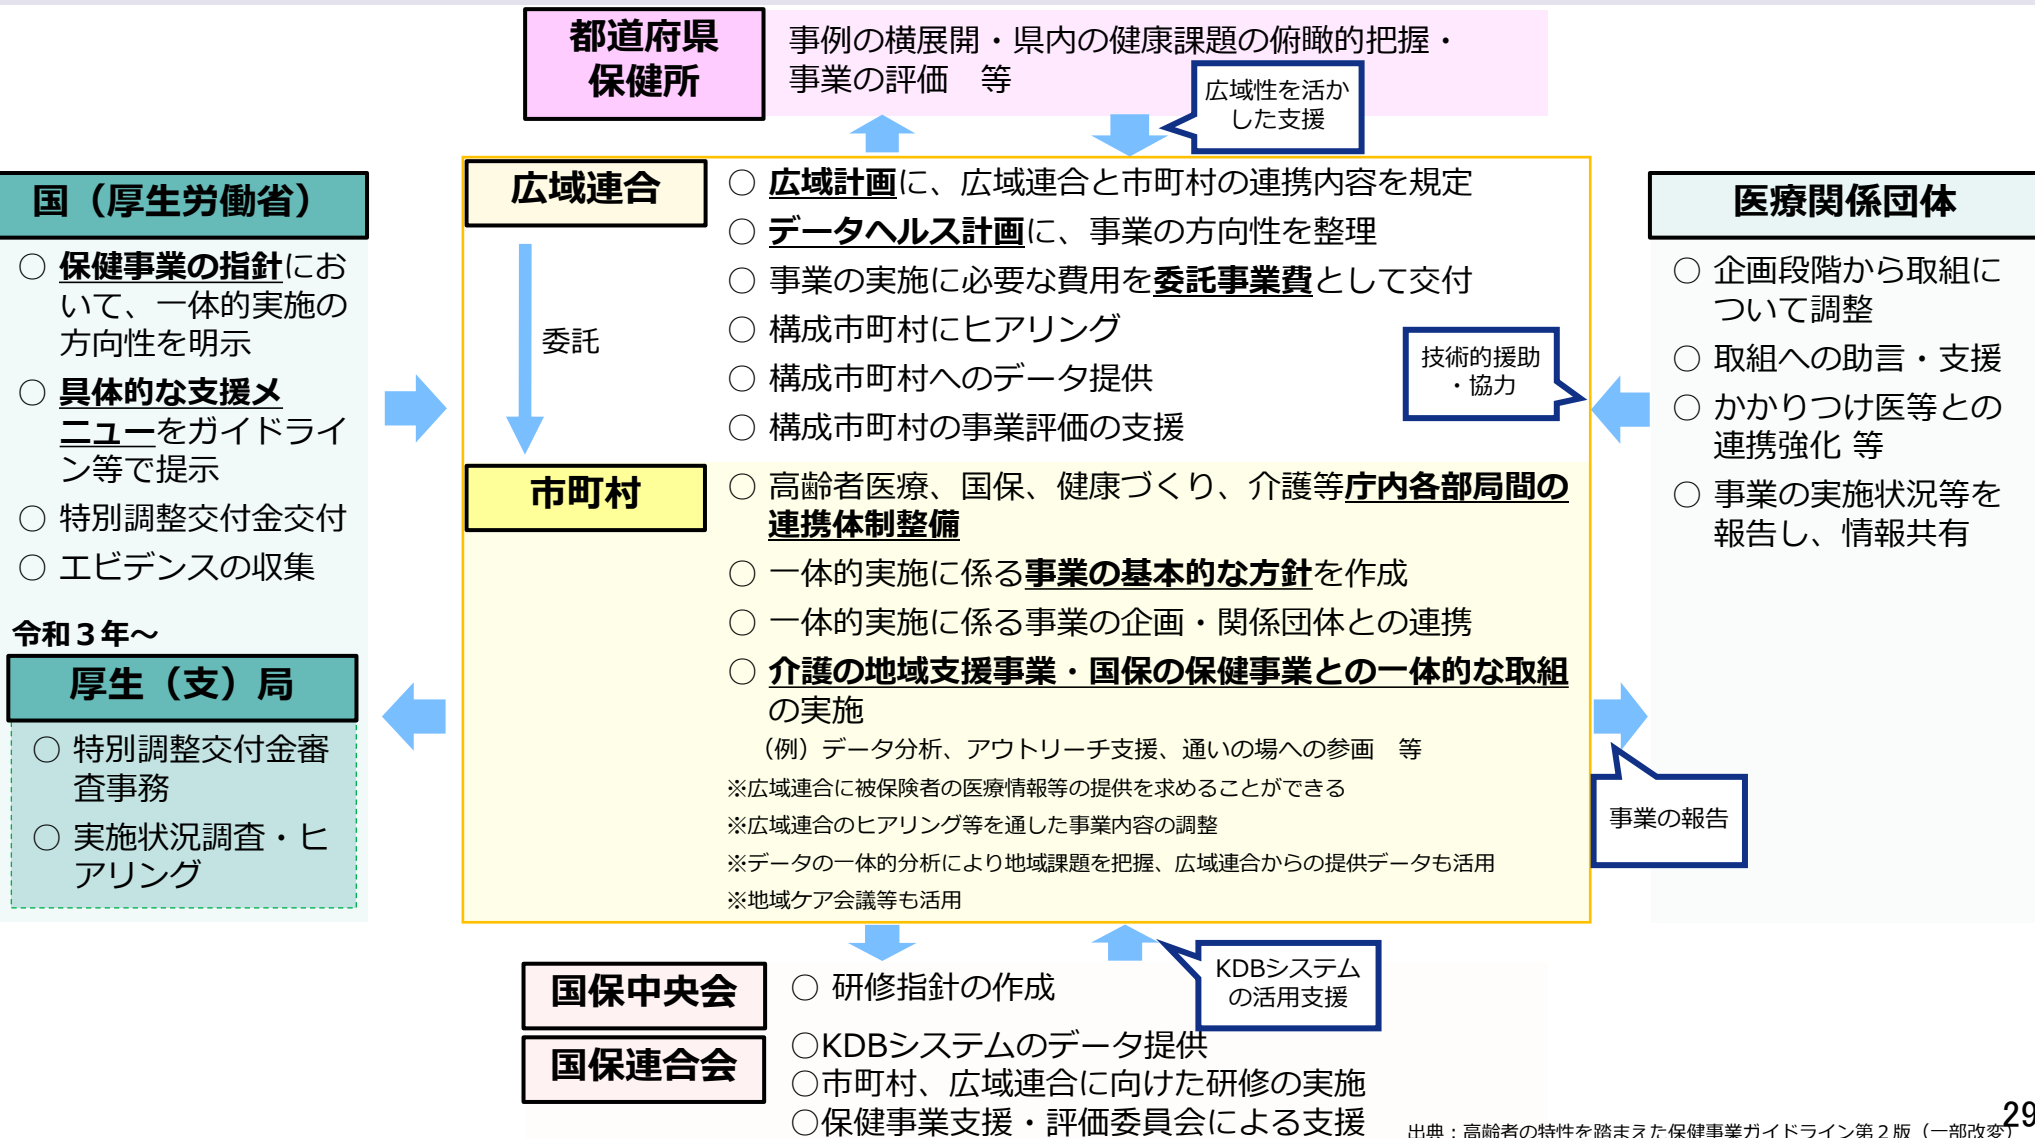 都道府県
保健所
事例の横展開・県内の健康課題の俯瞰的把握・
事業の評価　等
広域性を活か
した支援
国（厚生労働省）
○ 保健事業の指針にお
いて、一体的実施の
方向性を明示
○ 具体的な支援メ
ニューをガイドライ
ン等で提示
○ 特別調整交付金交付
○ エビデンスの収集
令和３年～
厚生（支）局
○ 特別調整交付金審
査事務
○ 実施状況調査・ヒ
アリング
広域連合
○ 広域計画に、広域連合と市町村の連携内容を規定
○ データヘルス計画に、事業の方向性を整理
○ 事業の実施に必要な費用を委託事業費として交付
○ 構成市町村にヒアリング
○ 構成市町村へのデータ提供
○ 構成市町村の事業評価の支援
委託
技術的援助
・協力
市町村
○ 高齢者医療、国保、健康づくり、介護等庁内各部局間の
連携体制整備
○ 一体的実施に係る事業の基本的な方針を作成
○ 一体的実施に係る事業の企画・関係団体との連携
○ 介護の地域支援事業・国保の保健事業との一体的な取組
の実施
（例）データ分析、アウトリーチ支援、通いの場への参画　等
※広域連合に被保険者の医療情報等の提供を求めることができる
※広域連合のヒアリング等を通した事業内容の調整
※データの一体的分析により地域課題を把握、広域連合からの提供データも活用
※地域ケア会議等も活用
医療関係団体
○ 企画段階から取組に
ついて調整
○ 取組への助言・支援
○ かかりつけ医等との
連携強化 等
○ 事業の実施状況等を
報告し、情報共有
事業の報告
国保中央会
○ 研修指針の作成
KDBシステム
の活用支援
国保連合会
○KDBシステムのデータ提供
○市町村、広域連合に向けた研修の実施
○保健事業支援・評価委員会による支援
29
出典：高齢者の特性を踏まえた保健事業ガイドライン第２版（一部改変）